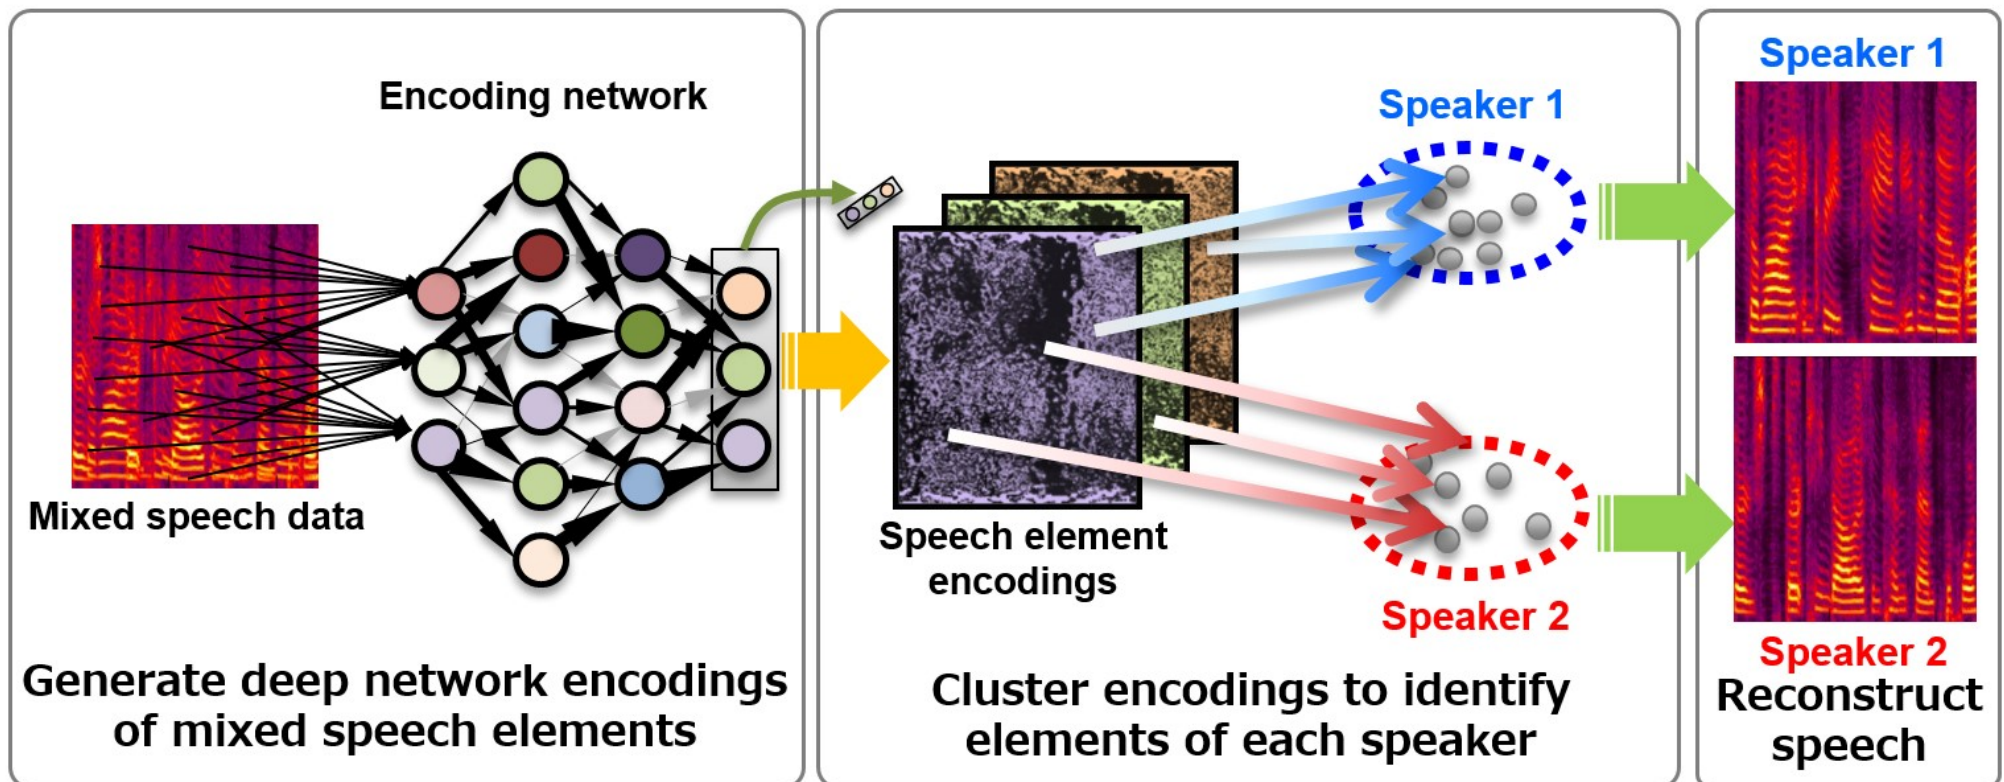 Encoding network
Mixed speech data
Generate deep network encodings
of mixed speech elements
Speaker 1
Speech element
encodings
Speaker 2
Cluster encodings to identify
elements of each speaker
Speaker 1
Speaker 2
Reconstruct
speech